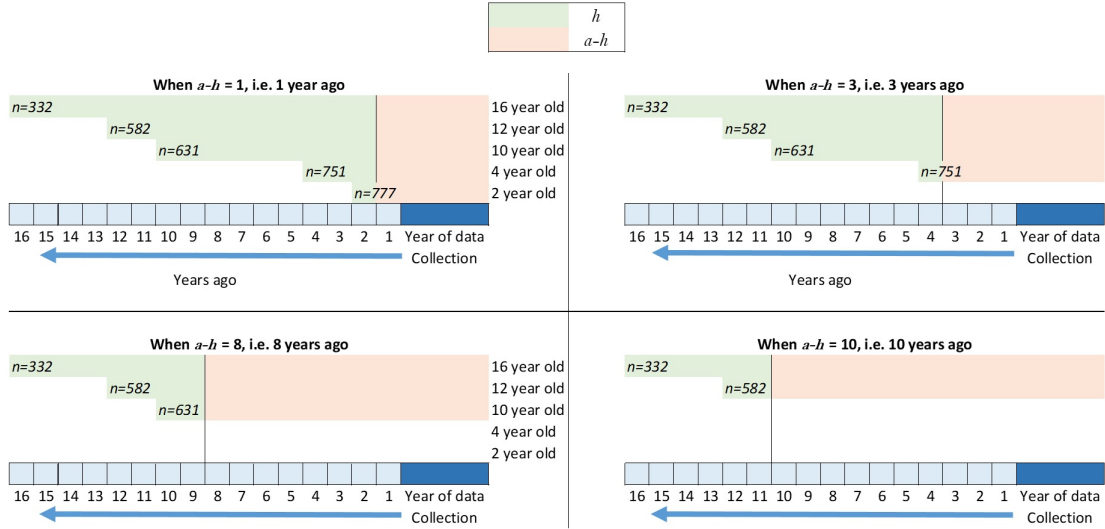 h
a-h
When a-h = 1, i.e. 1 year ago
n=332
16 year old
n=582
12 year old
n=631
10 year old
n=751
4 year old
n=777
2 year old
16 15 14 13 12 11 10 9 8 7 6 5 4 3 2 1 Year of data
Collection
Years ago
When a-h = 3, i.e. 3 years ago
n=332
n=582
n=631
n=751
16 15 14 13 12 11 10 9 8 7 6 5 4 3 2 1 Year of data
Collection
Years ago
When a-h = 8, i.e. 8 years ago
n=332
16 year old
n=582
12 year old
n=631
10 year old
4 year old
2 year old
16 15 14 13 12 11 10 9 8 7 6 5 4 3 2 1 Year of data
Collection
When a-h = 10, i.e. 10 years ago
n=332
n=582
16 15 14 13 12 11 10 9 8 7 6 5 4 3 2 1 Year of data
Collection